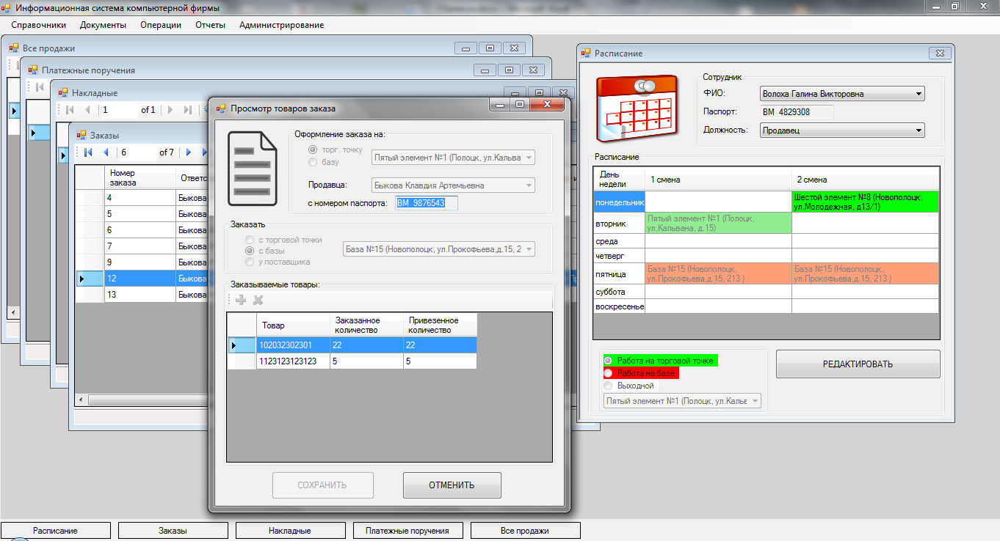 Информационная система компьютерной фирмы
Справочники Документы Операции Отчеты Администрирование
Все продажи
Платежные поручения
Накладные
1 of 1
Заказы
6 of 7
Номер заказа
4 Быкова
5 Быкова
6 Быкова
7 Быкова
9 Быкова
12 Быкова
13 Быкова
Просмотр товаров заказа
Оформление заказа на:
торг. точку
базу
Пятый элемент №1 (Полоцк, ул.Кальва
Продавца: Быкова Клавдия Артемьевна
с номером паспорта: ВМ 9876543
Заказать
с торговой точки
с базы
у поставщика
База №15 (Новополоцк, ул.Прокофьева,д.15, 2
Заказываемые товары:
Товар Заказанное количество Привезенное количество
102032302301 22 22
1123123123123 5 5
СОХРАНИТЬ ОТМЕНИТЬ
Расписание
Сотрудник
ФИО: Волоха Галина Викторовна
Паспорт: ВМ 4829308
Должность: Продавец
Расписание
День недели 1 смена 2 смена
понедельник Шестой элемент №8 (Новополоцк, ул.Молодежная, д13/1)
вторник Пятый элемент №1 (Полоцк, ул.Кальвана, д.15)
среда
четверг
пятница База №15 (Новополоцк, ул.Прокофьева,д.15, 213 ) База №15 (Новополоцк, ул.Прокофьева,д.15, 213 )
суббота
воскресенье
Работа на торговой точке
Работа на базе
Выходной
Пятый элемент №1 (Полоцк, ул.Кальв
РЕДАКТИРОВАТЬ
Расписание Заказы Накладные Платежные поручения Все продажи